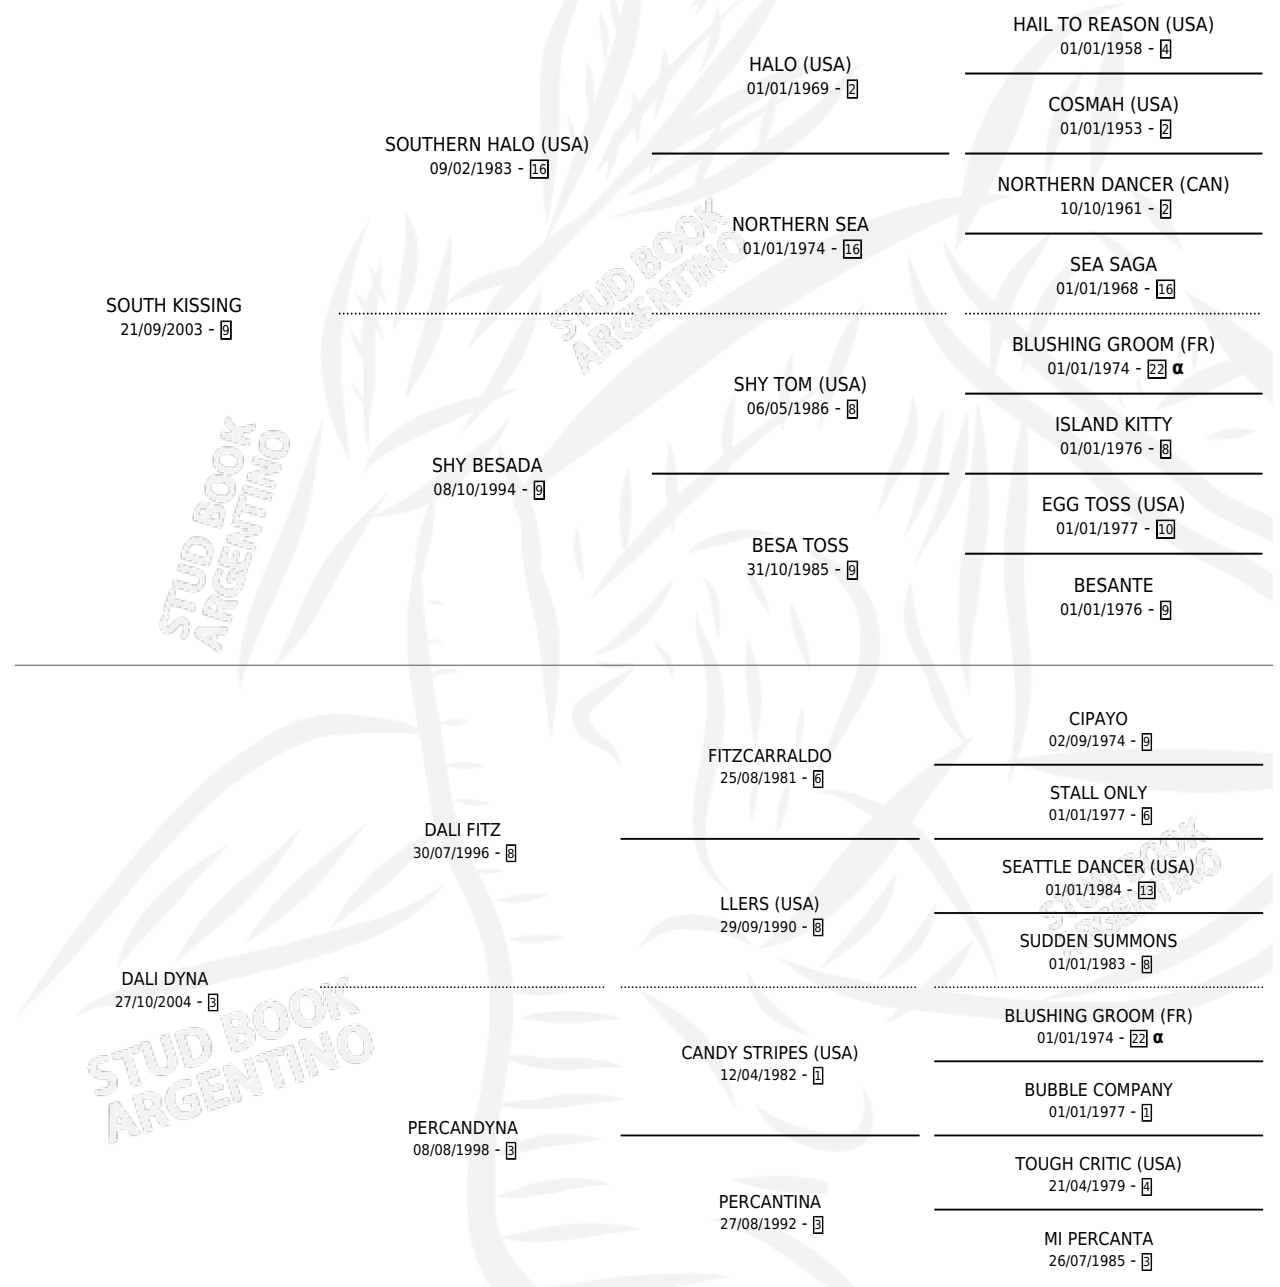 HAIL TO REASON (USA)
01/01/1958 - 4
HALO (USA)
01/01/1969 - 2
COSMAH (USA)
01/01/1953 - 2
SOUTHERN HALO (USA)
09/02/1983 - 16
NORTHERN DANCER (CAN)
10/10/1961 - 2
NORTHERN SEA
01/01/1974 - 16
SEA SAGA
01/01/1968 - 16
SOUTH KISSING
21/09/2003 - 9
BLUSHING GROOM (FR)
01/01/1974 - 22 α
SHY TOM (USA)
06/05/1986 - 8
ISLAND KITTY
01/01/1976 - 8
SHY BESADA
08/10/1994 - 9
EGG TOSS (USA)
01/01/1977 - 10
BESA TOSS
31/10/1985 - 9
BESANTE
01/01/1976 - 9
CIPAYO
02/09/1974 - 9
FITZCARRALDO
25/08/1981 - 6
STALL ONLY
01/01/1977 - 6
DALI FITZ
30/07/1996 - 8
SEATTLE DANCER (USA)
01/01/1984 - 13
LLERS (USA)
29/09/1990 - 8
SUDDEN SUMMONS
01/01/1983 - 8
DALI DYNA
27/10/2004 - 3
BLUSHING GROOM (FR)
01/01/1974 - 22 α
CANDY STRIPES (USA)
12/04/1982 - 1
BUBBLE COMPANY
01/01/1977 - 1
PERCANDYNA
08/08/1998 - 3
TOUGH CRITIC (USA)
21/04/1979 - 4
PERCANTINA
27/08/1992 - 3
MI PERCANTA
26/07/1985 - 3
STUD BOOK
ARGENTINO
STUD BOOK
ARGENTINO
STUD BOOK
ARGENTINO
STUD BOOK
ARGENTINO